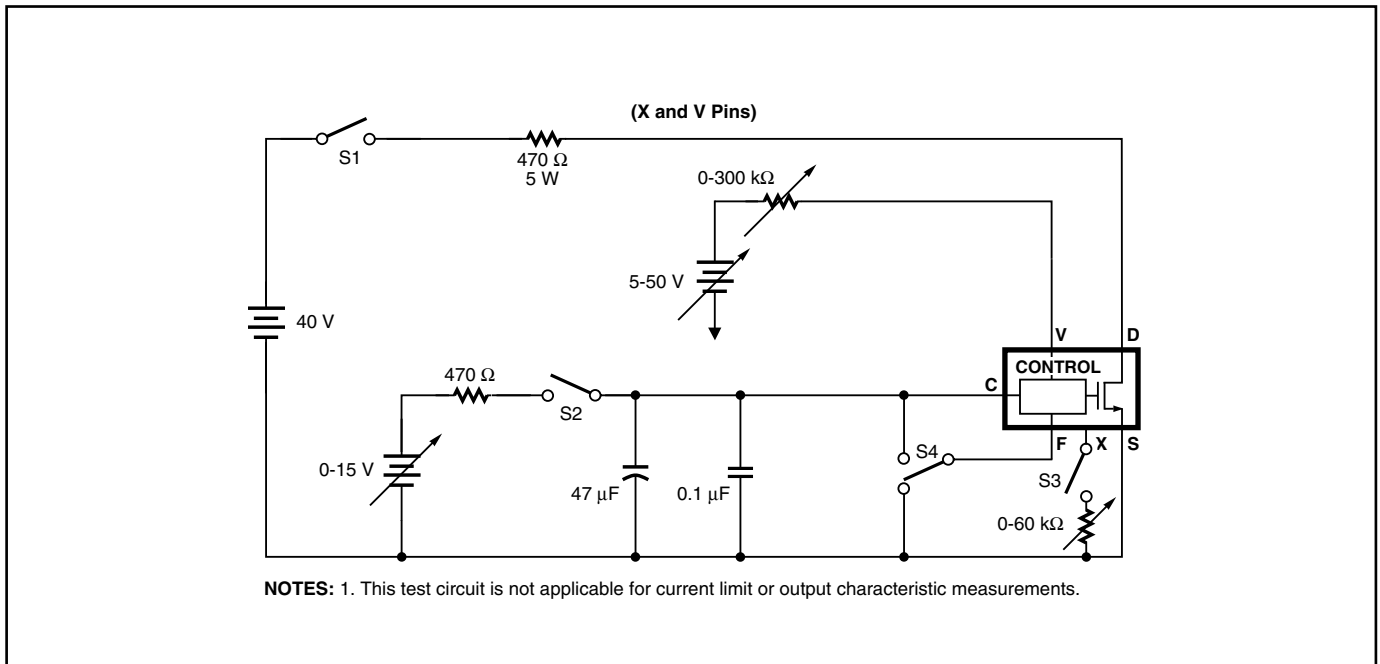 (X and V Pins)
S1
470 Ω
5 W
0-300 kΩ
5-50 V
40 V
V
D
CONTROL
C
470 Ω
S2
F
X
S
S4
S3
0-15 V
47 μF
0.1 μF
0-60 kΩ
NOTES: 1. This test circuit is not applicable for current limit or output characteristic measurements.